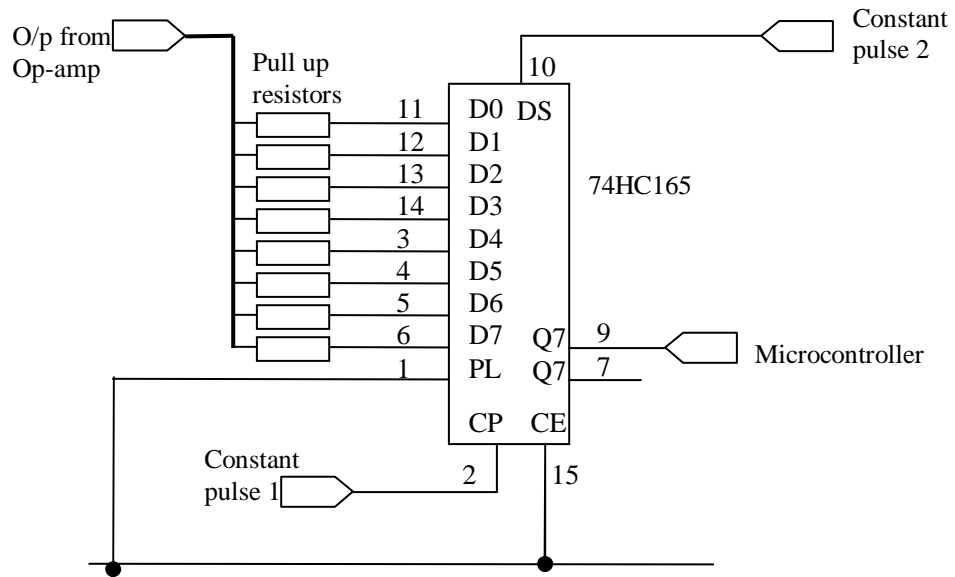 O/p from
Op-amp
Constant
pulse 2
Pull up
resistors
10
11
D0
DS
12
D1
13
D2
74HC165
14
D3
3
D4
4
D5
5
D6
6
D7
Q7
9
Microcontroller
1
PL
Q7
7
CP
CE
Constant
pulse 1
2
15